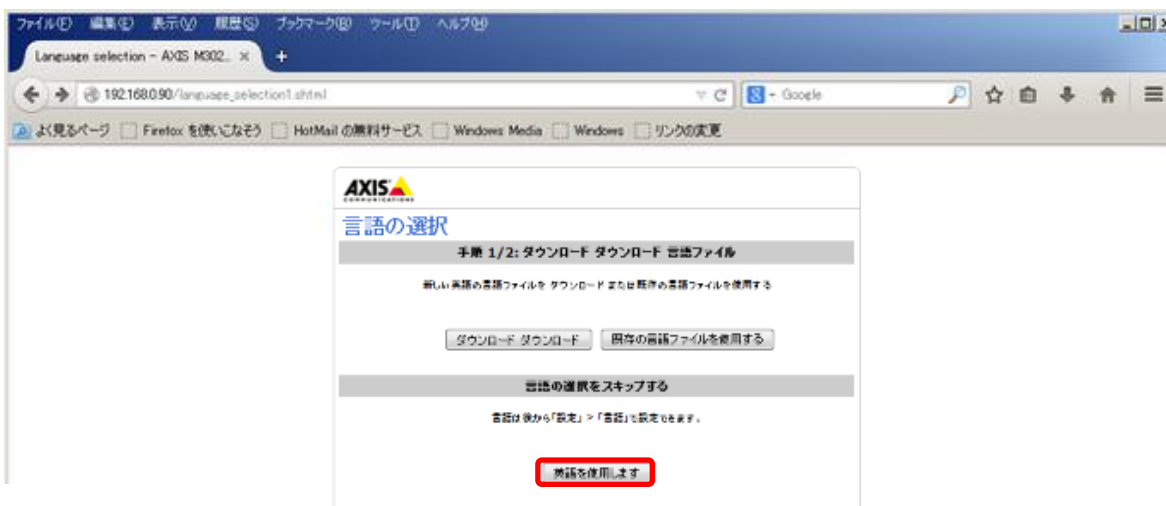 ファイル(F) 編集(E) 表示(V) 履歴(S) ブックマーク(B) ツール(T) ヘルプ(H)
Language selection - AXIS M302... × +
192.168.0.90/language_selection1.shtml 8 - Google
よく見るページ Firefox を使いこなそう HotMail の無料サービス Windows Media Windows リンクの変更
AXIS
COMMUNICATIONS
言語の選択
手順 1/2: ダウンロード ダウンロード 言語ファイル
新しい英語の言語ファイルを ダウンロード または既存の言語ファイルを使用する
ダウンロード ダウンロード 既存の言語ファイルを使用する
言語の選択をスキップする
言語は後から「設定」 > 「言語」で設定できます。
英語を使用します